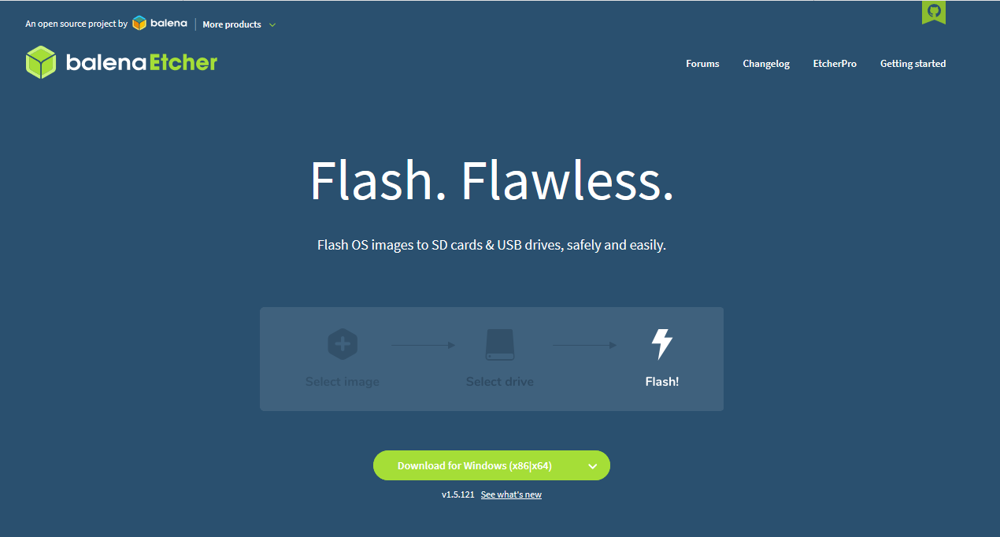 An open source project by balena | More products
balenaEtcher
Forums Changelog EtcherPro Getting started
Flash. Flawless.
Flash OS images to SD cards & USB drives, safely and easily.
Select image Select drive Flash!
Download for Windows (x86|x64)
v1.5.121 See what's new